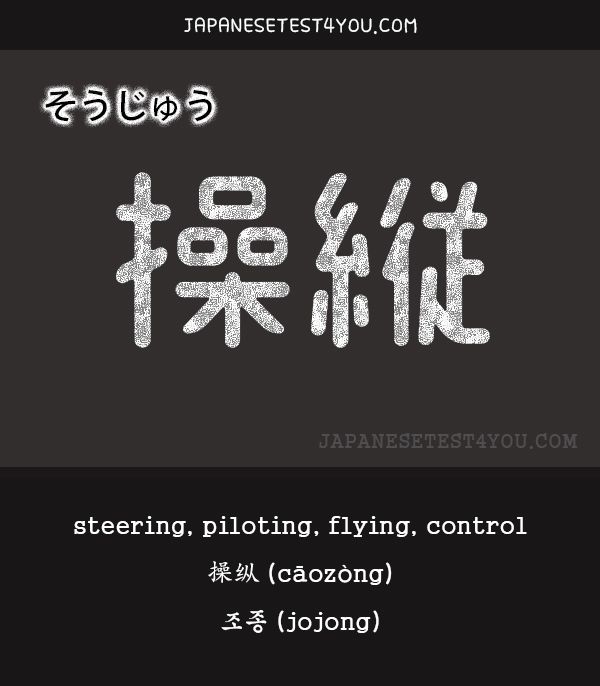 JAPANESETEST4YOU.COM
そうじゅう
操縦
JAPANESETEST4YOU.COM
steering, piloting, flying, control
操纵 (cāozòng)
조종 (jojong)